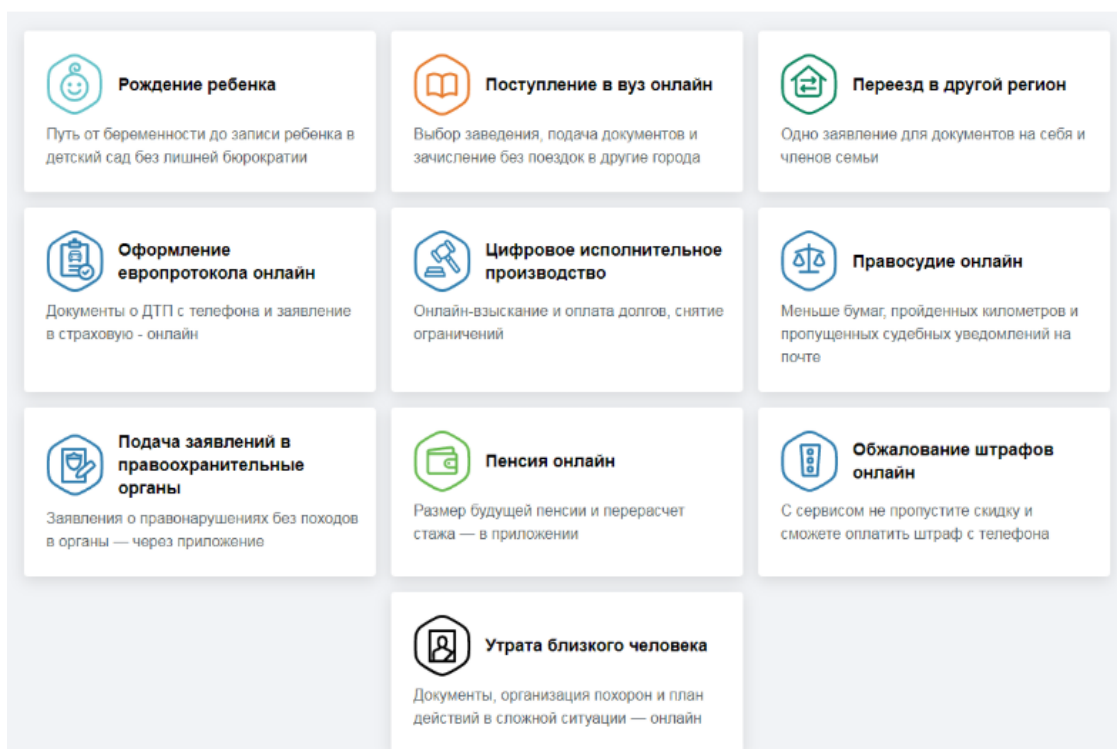 Рождение ребенка
Путь от беременности до записи ребенка в
детский сад без лишней бюрократии
Поступление в вуз онлайн
Выбор заведения, подача документов и
зачисление без поездок в другие города
Переезд в другой регион
Одно заявление для документов на себя и
членов семьи
Оформление
европротокола онлайн
Документы о ДТП с телефона и заявление
в страховую - онлайн
Цифровое исполнительное
производство
Онлайн-взыскание и оплата долгов, снятие
ограничений
Правосудие онлайн
Меньше бумаг, пройденных километров и
пропущенных судебных уведомлений на
почте
Подача заявлений в
правоохранительные
органы
Заявления о правонарушениях без походов
в органы — через приложение
Пенсия онлайн
Размер будущей пенсии и перерасчет
стажа — в приложении
Обжалование штрафов
онлайн
С сервисом не пропустите скидку и
сможете оплатить штраф с телефона
Утрата близкого человека
Документы, организация похорон и план
действий в сложной ситуации — онлайн